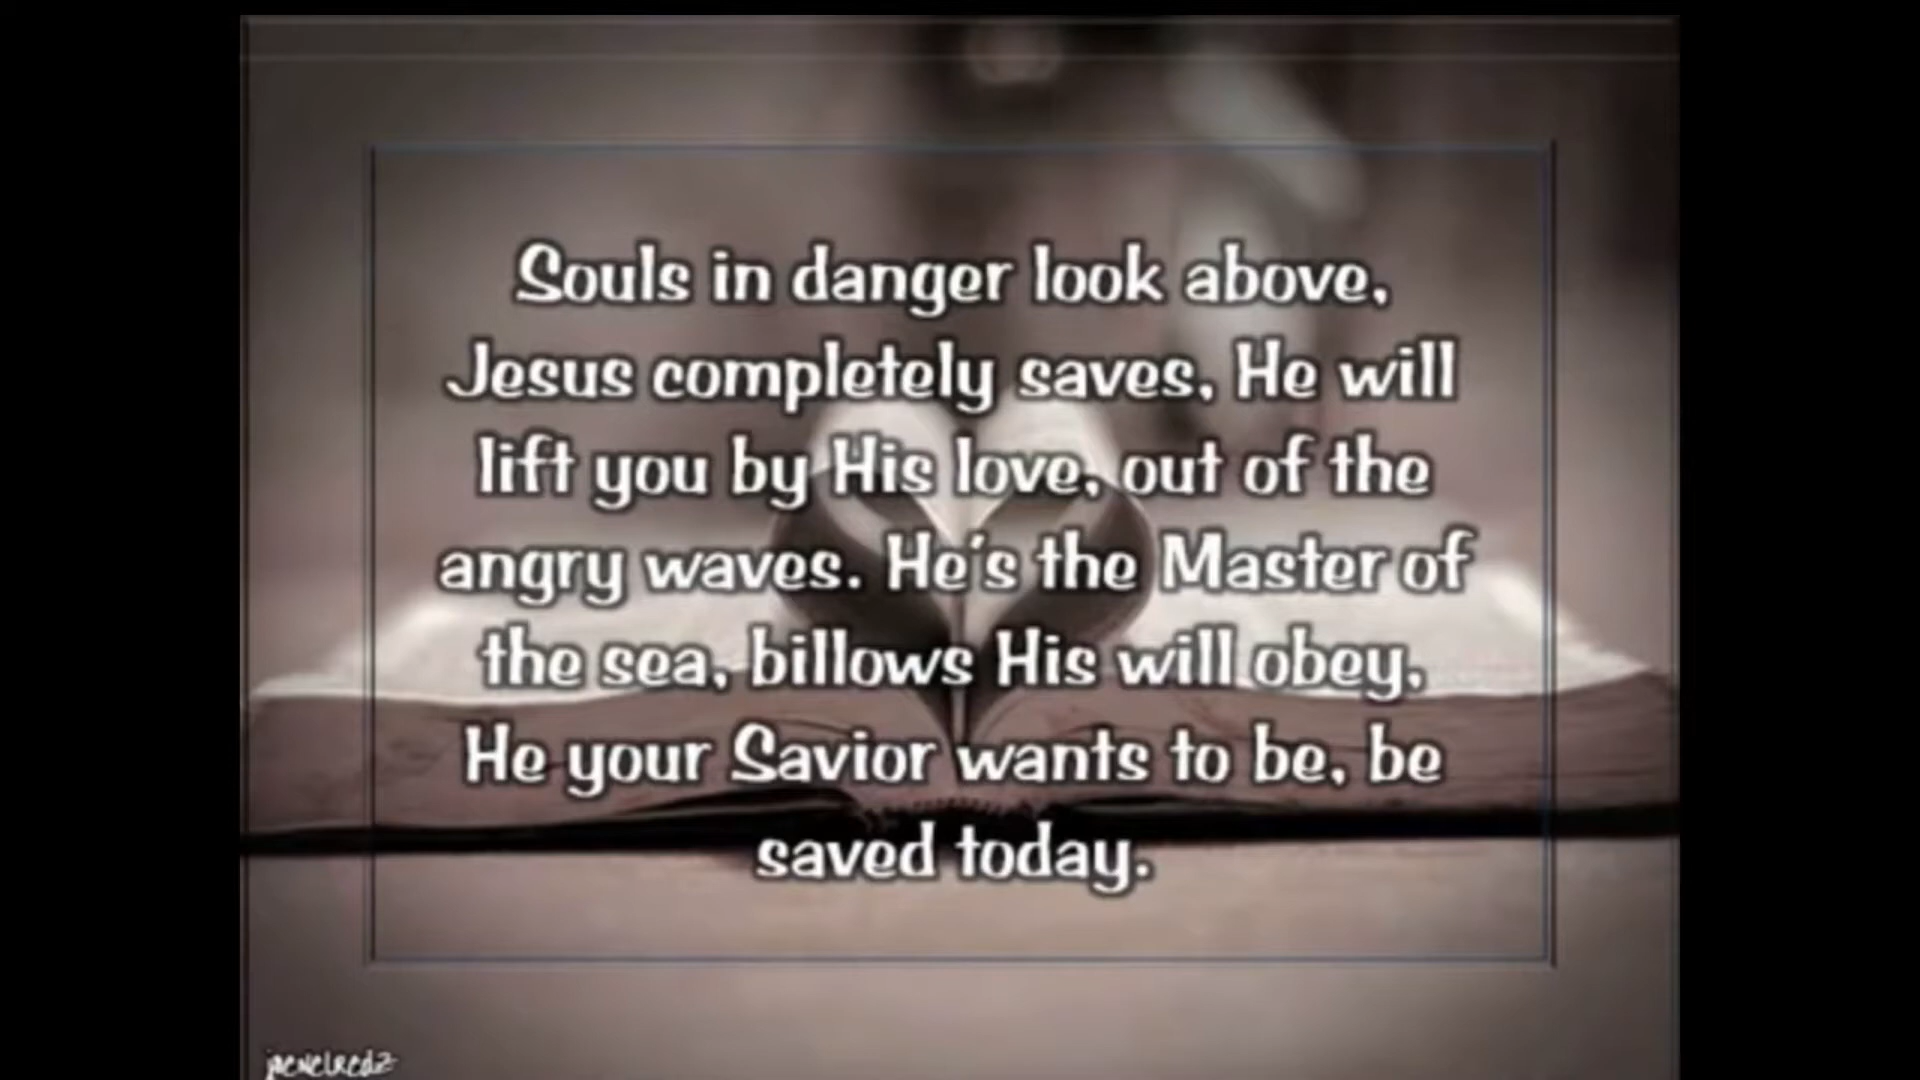 Souls in danger look above,
Jesus completely saves, He will
lift you by His love, out of the
angry waves. He's the Master of
the sea, billows His will obey,
He your Savior wants to be, be
saved today.